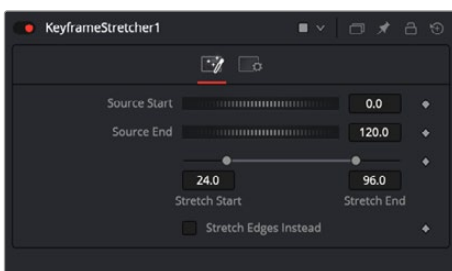 KeyframeStretcher1
Source Start 0.0
Source End 120.0
24.0 96.0
Stretch Start Stretch End
Stretch Edges Instead